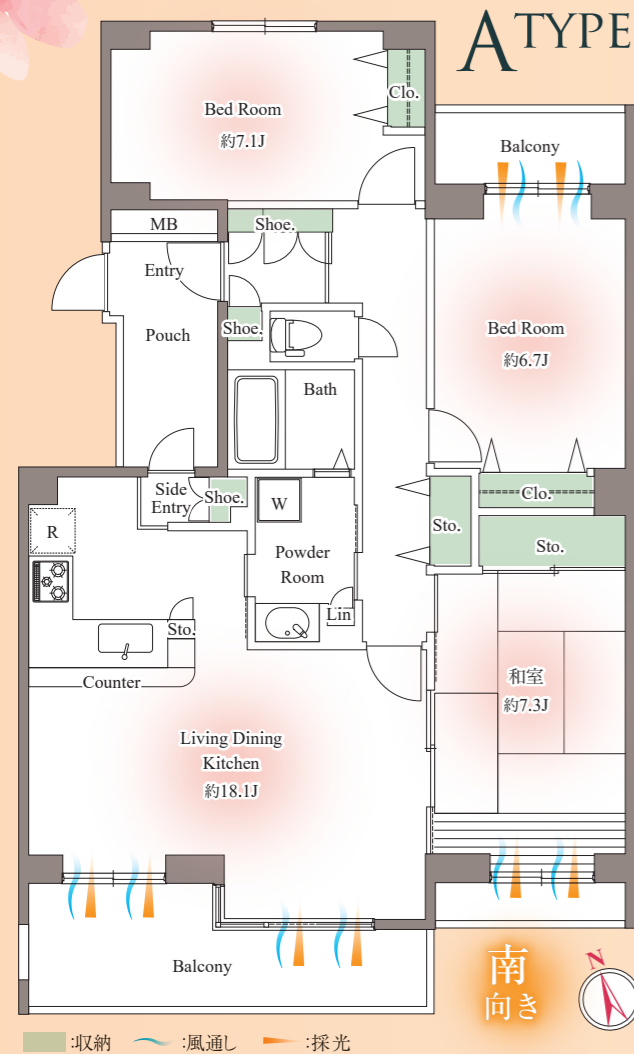 A TYPE
Bed Room
約7.1J
Clo.
Balcony
MB
Shoe.
Entry
Pouch
Shoe.
Bed Room
約6.7J
Bath
Side
Entry
Shoe.
W
Clo.
Sto.
Sto.
R
Powder
Room
Lin
Sto.
Counter
和室
約7.3J
Living Dining
Kitchen
約18.1J
Balcony
南
向き
N
:収納 :風通し :採光